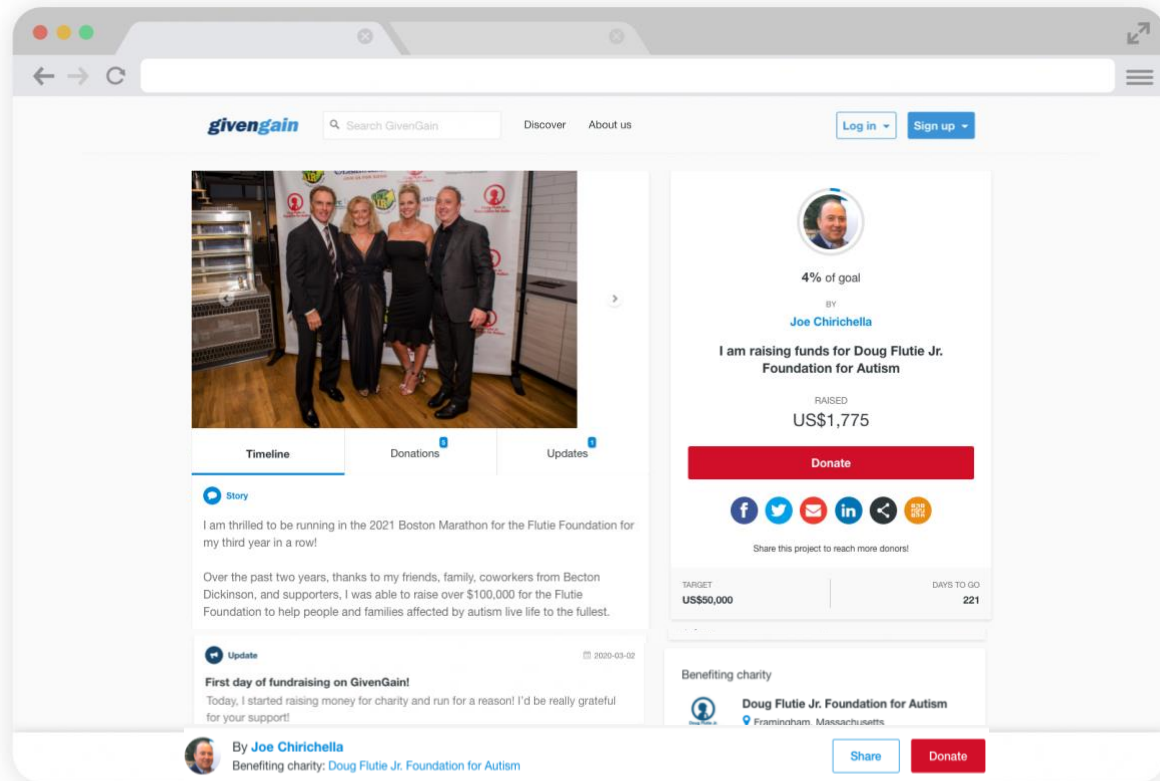 givengain
Search GivenGain
Discover
About us
Log in
Sign up
4% of goal
BY
Joe Chirichella
I am raising funds for Doug Flutie Jr.
Foundation for Autism
RAISED
US$1,775
Donate
Share this project to reach more donors!
TARGET
US$50,000
DAYS TO GO
221
Timeline
Donations
5
Updates
1
Story
I am thrilled to be running in the 2021 Boston Marathon for the Flutie Foundation for
my third year in a row!
Over the past two years, thanks to my friends, family, coworkers from Becton
Dickinson, and supporters, I was able to raise over $100,000 for the Flutie
Foundation to help people and families affected by autism live life to the fullest.
Update
2020-03-02
First day of fundraising on GivenGain!
Today, I started raising money for charity and run for a reason! I'd be really grateful
for your support!
Benefiting charity
Doug Flutie Jr. Foundation for Autism
Framingham, Massachusetts
By Joe Chirichella
Benefiting charity: Doug Flutie Jr. Foundation for Autism
Share
Donate